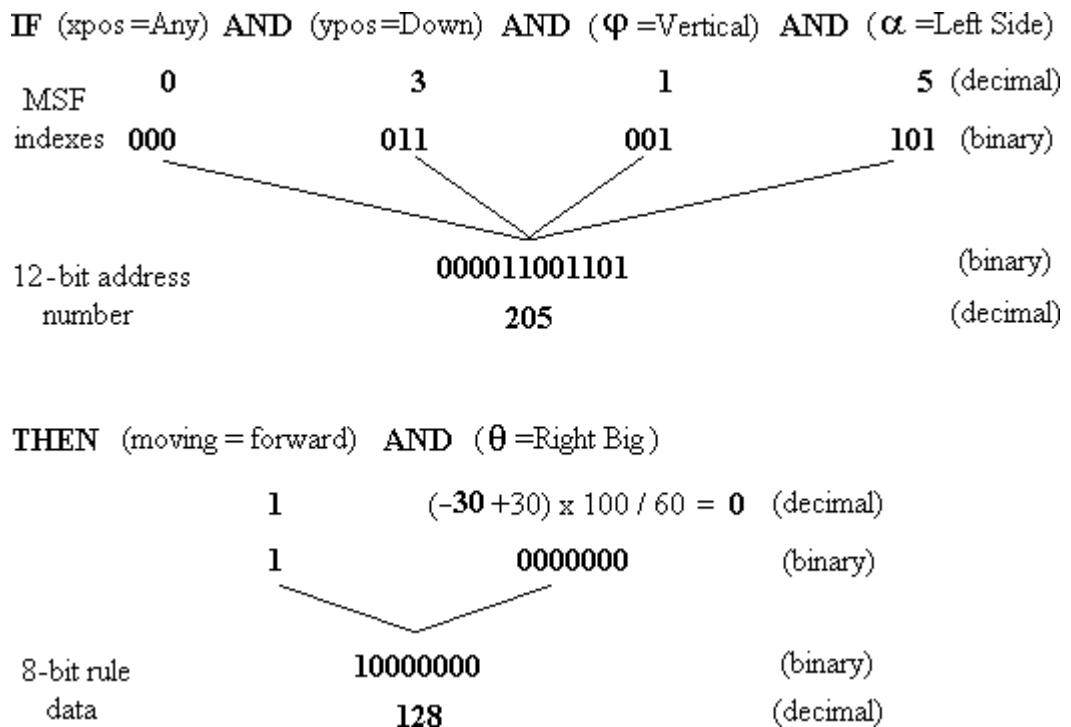 IF (xpos=Any) AND (ypos=Down) AND (φ=Vertical) AND (α=Left Side)
0 3 1 5 (decimal)
MSF
indexes 000 011 001 101 (binary)
000011001101 (binary)
12-bit address
number
205 (decimal)
THEN (moving = forward) AND (θ=Right Big)
1 (-30+30) x 100 / 60 = 0 (decimal)
1 0000000 (binary)
10000000 (binary)
8-bit rule
data
128 (decimal)